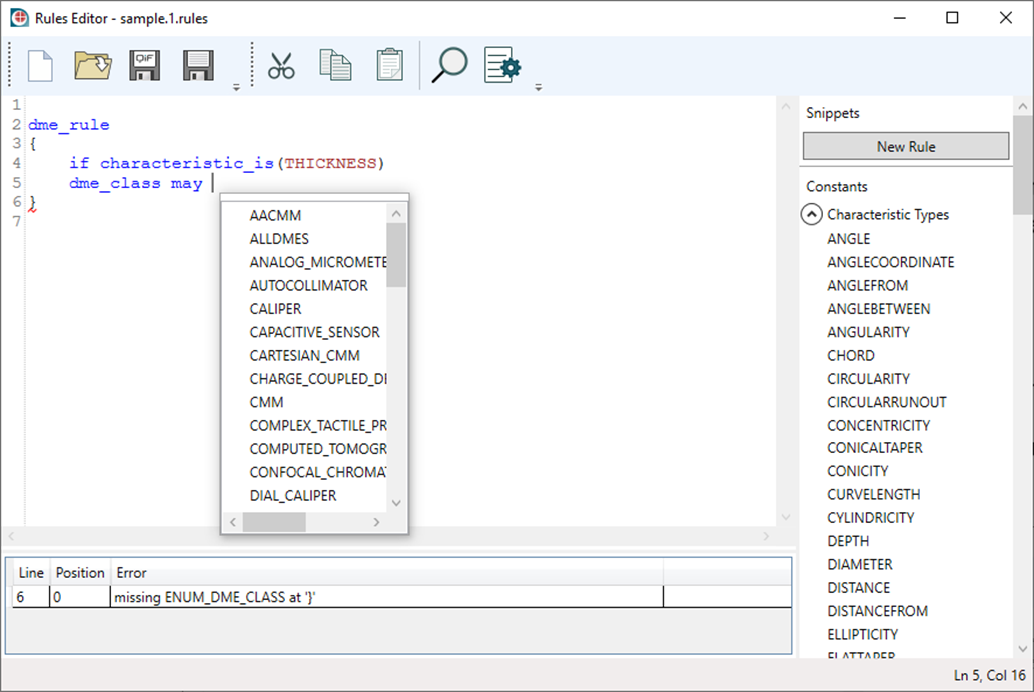 Rules Editor - sample.1.rules
QIF
1
2 dme_rule
3 {
4 if characteristic_is(THICKNESS)
5 dme_class may
6 }
7
AACMM
ALLDMES
ANALOG_MICROMETE
AUTOCOLLIMATOR
CALIPER
CAPACITIVE_SENSOR
CARTESIAN_CMM
CHARGE_COUPLED_DI
CMM
COMPLEX_TACTILE_PR
COMPUTED_TOMOGR
CONFOCAL_CHROMA
DIAL_CALIPER
Snippets
New Rule
Constants
Characteristic Types
ANGLE
ANGLECOORDINATE
ANGLEFROM
ANGLEBETWEEN
ANGULARITY
CHORD
CIRCULARITY
CIRCULARRUNOUT
CONCENTRICITY
CONICALTAPER
CONICITY
CURVELENGTH
CYLINDRICITY
DEPTH
DIAMETER
DISTANCE
DISTANCEFROM
ELLIPTICITY
FLATTAPER
Line Position Error
6 0 missing ENUM_DME_CLASS at '}'
Ln 5, Col 16